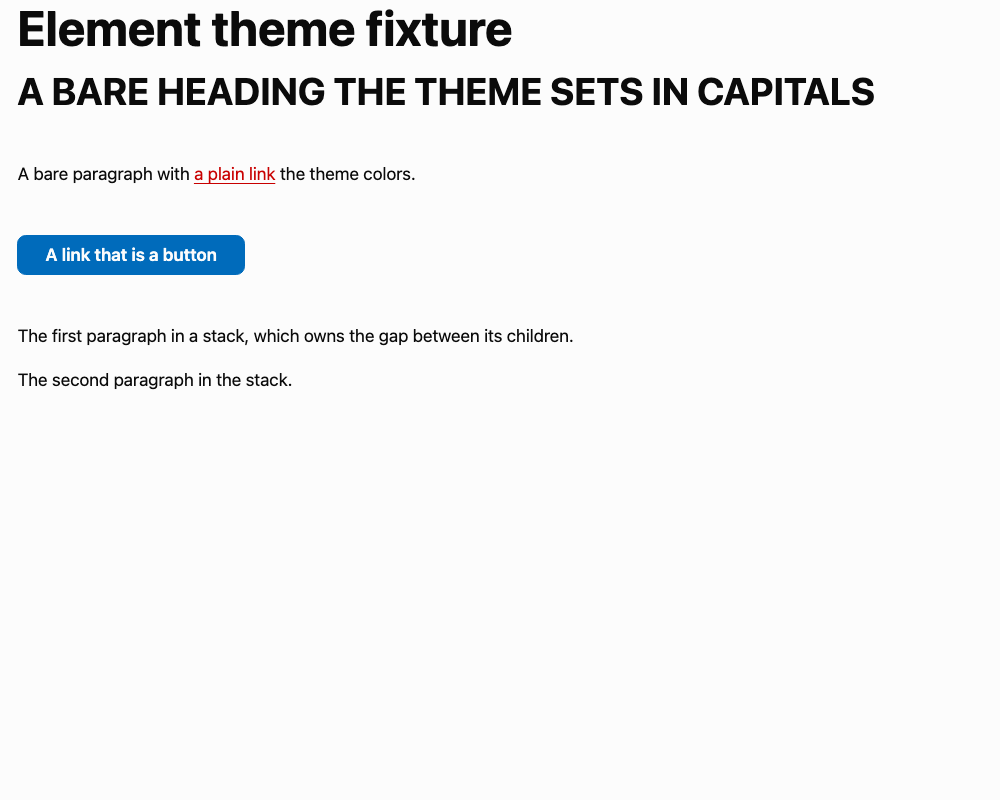 Element theme fixture
A BARE HEADING THE THEME SETS IN CAPITALS
A bare paragraph with a plain link the theme colors.
A link that is a button
The first paragraph in a stack, which owns the gap between its children.
The second paragraph in the stack.